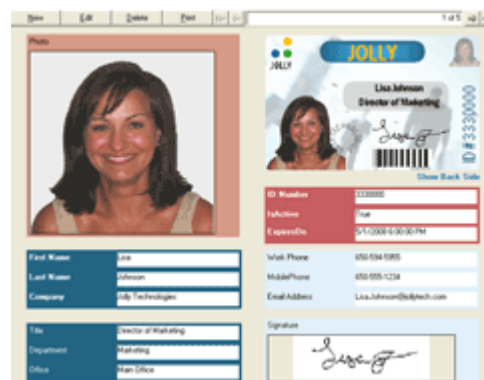 New Edit Delete Print 1 of 5
Photo
JOLLY
JOLLY
Lisa Johnson
Director of Marketing
ID #3330000
Show Back Side
ID Number 3330000
IsActive True
ExpiresOn 5/1/2008 6:00:00 PM
First Name Lisa
Last Name Johnson
Company Jolly Technologies
Work Phone 650-594-5955
MobilePhone 650-555-1234
Email Address Lisa.Johnson@jollytech.com
Title Director of Marketing
Department Marketing
Office Main Office
Signature